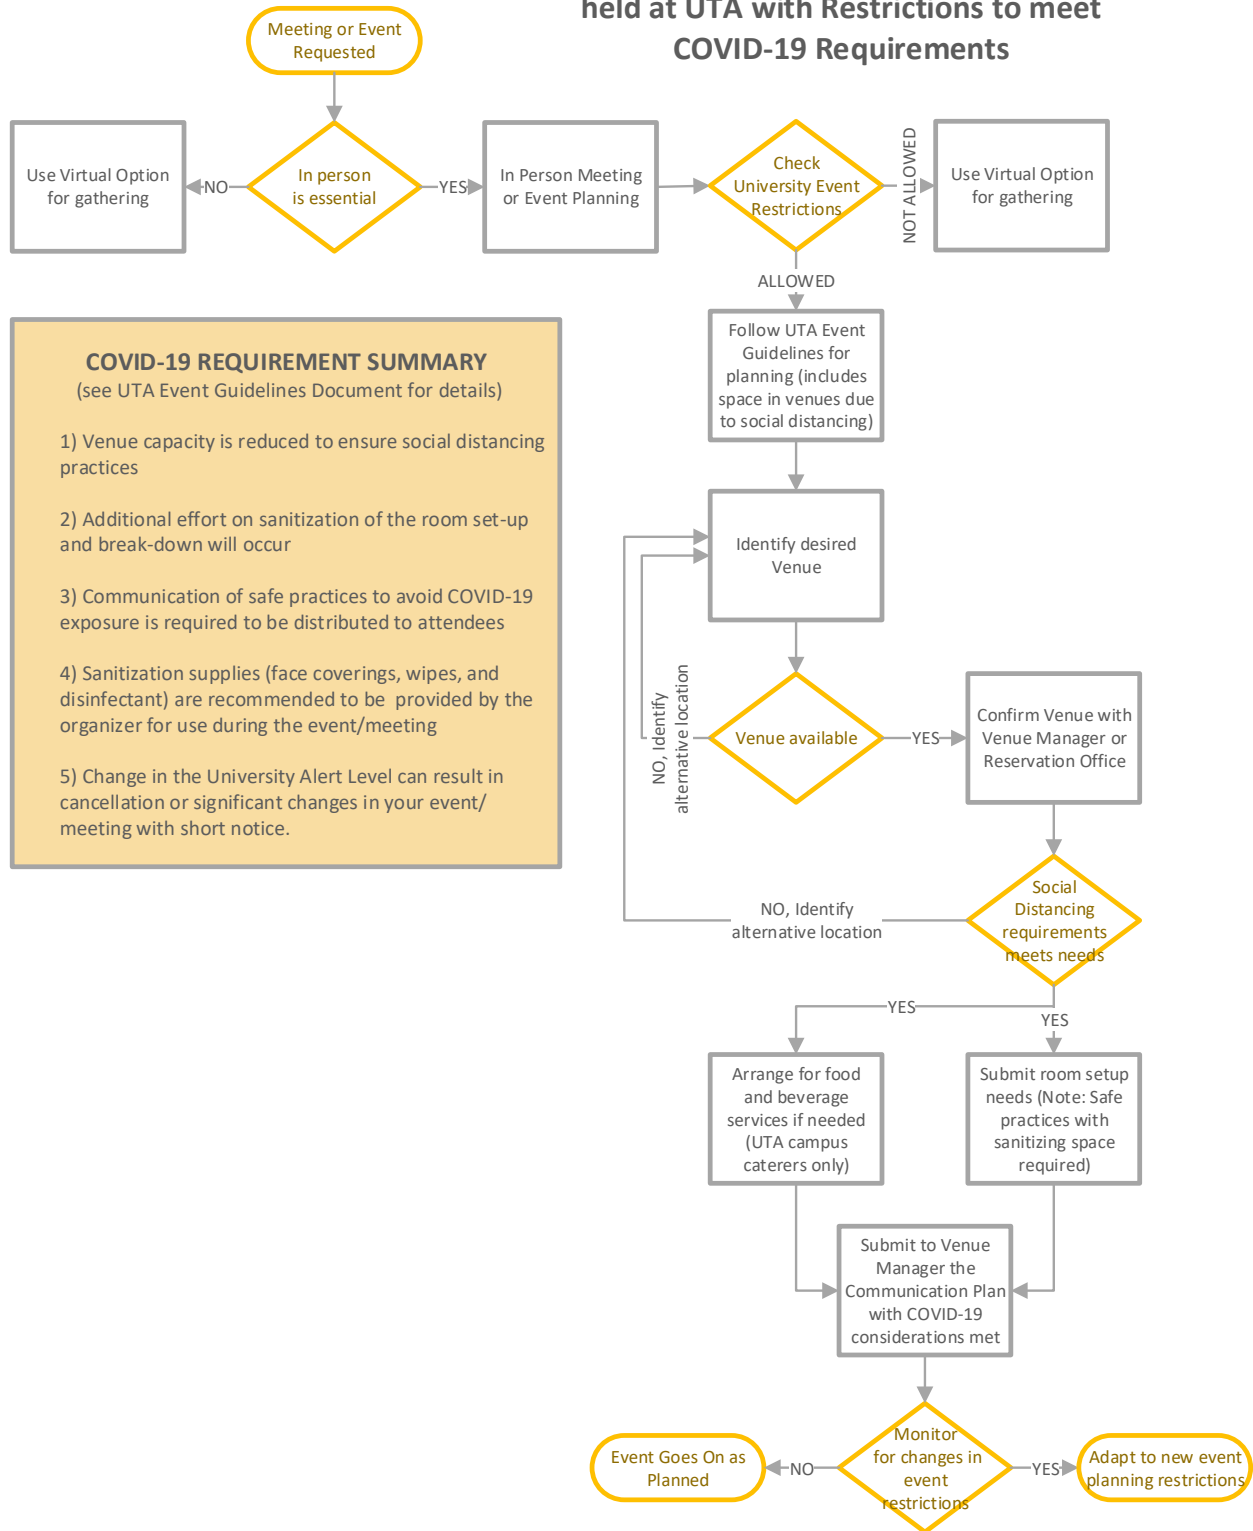 held at UTA with Restrictions to meet
COVID-19 Requirements
Meeting or Event
Requested
Use Virtual Option
for gathering
NO
In person
is essential
YES
In Person Meeting
or Event Planning
Check
University Event
Restrictions
NOT ALLOWED
Use Virtual Option
for gathering
ALLOWED
Follow UTA Event
Guidelines for
planning (includes
space in venues due
to social distancing)
COVID-19 REQUIREMENT SUMMARY
(see UTA Event Guidelines Document for details)
1) Venue capacity is reduced to ensure social distancing
practices
2) Additional effort on sanitization of the room set-up
and break-down will occur
3) Communication of safe practices to avoid COVID-19
exposure is required to be distributed to attendees
4) Sanitization supplies (face coverings, wipes, and
disinfectant) are recommended to be  provided by the
organizer for use during the event/meeting
5) Change in the University Alert Level can result in
cancellation or significant changes in your event/
meeting with short notice.
Identify desired
Venue
NO, Identify
alternative location
Venue available
YES
Confirm Venue with
Venue Manager or
Reservation Office
Social
Distancing
requirements
meets needs
NO, Identify
alternative location
YES
YES
Arrange for food
and beverage
services if needed
(UTA campus
caterers only)
Submit room setup
needs (Note: Safe
practices with
sanitizing space
required)
Submit to Venue
Manager the
Communication Plan
with COVID-19
considerations met
Monitor
for changes in
event
restrictions
NO
Event Goes On as
Planned
YES
Adapt to new event
planning restrictions